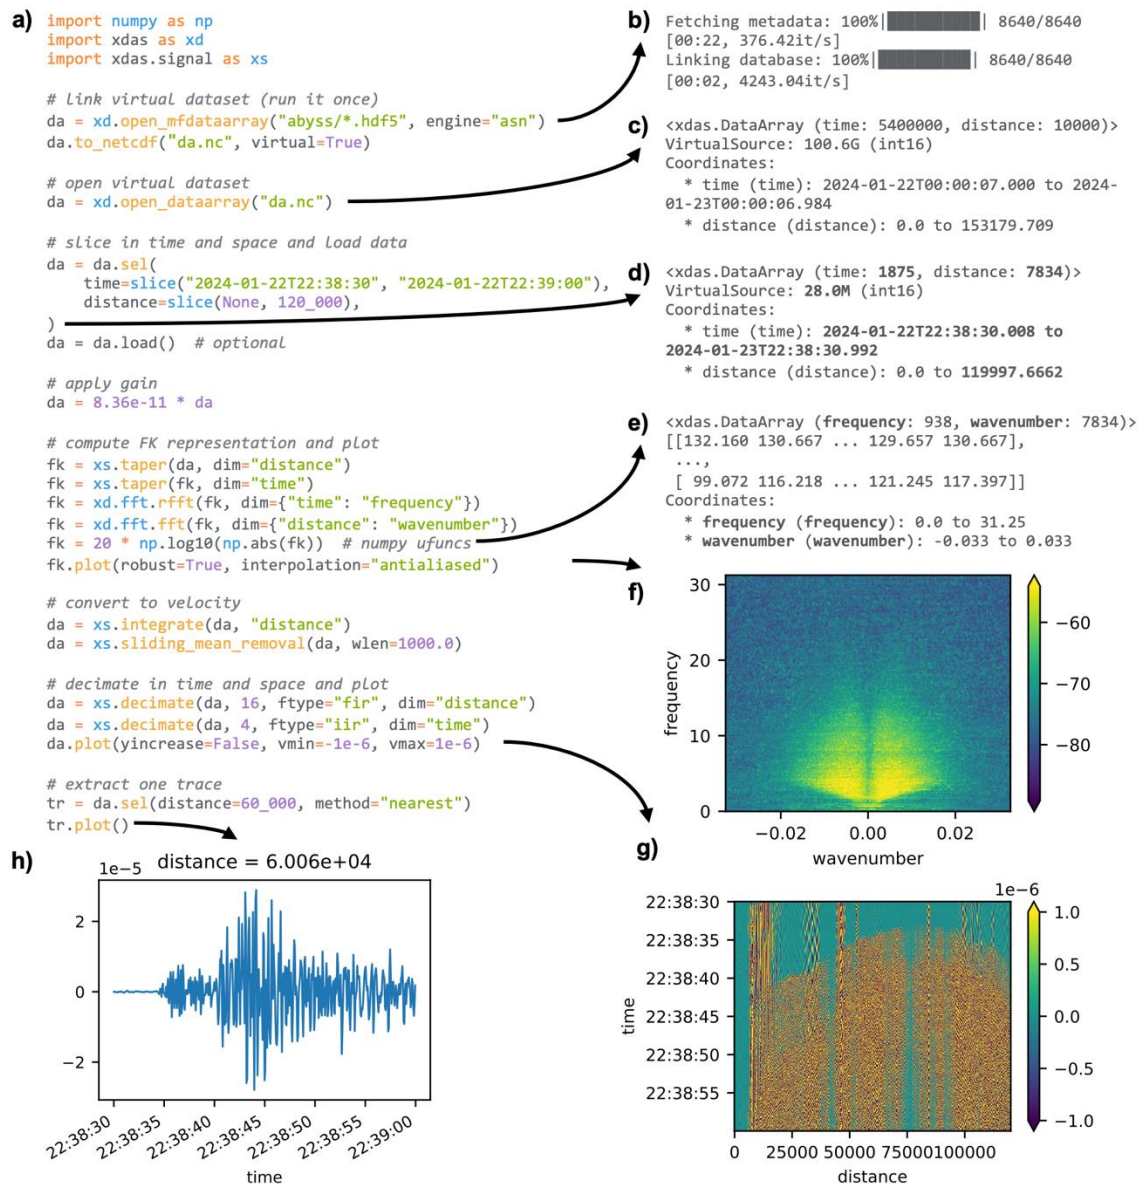 a)
import numpy as np
import xdas as xd
import xdas.signal as xs
# link virtual dataset (run it once)
da = xd.open_mfdataarray("abyss/*.hdf5", engine="asn")
da.to_netcdf("da.nc", virtual=True)
# open virtual dataset
da = xd.open_dataarray("da.nc")
# slice in time and space and load data
da = da.sel(
time=slice("2024-01-22T22:38:30", "2024-01-22T22:39:00"),
distance=slice(None, 120_000),
)
da = da.load() # optional
# apply gain
da = 8.36e-11 * da
# compute FK representation and plot
fk = xs.taper(da, dim="distance")
fk = xs.taper(fk, dim="time")
fk = xd.fft.rfft(fk, dim={"time": "frequency"})
fk = xd.fft.fft(fk, dim={"distance": "wavenumber"})
fk = 20 * np.log10(np.abs(fk)) # numpy ufuncs
fk.plot(robust=True, interpolation="antialiased")
# convert to velocity
da = xs.integrate(da, "distance")
da = xs.sliding_mean_removal(da, wlen=1000.0)
# decimate in time and space and plot
da = xs.decimate(da, 16, ftype="fir", dim="distance")
da = xs.decimate(da, 4, ftype="iir", dim="time")
da.plot(yincrease=False, vmin=-1e-6, vmax=1e-6)
# extract one trace
tr = da.sel(distance=60_000, method="nearest")
tr.plot()
b)
Fetching metadata: 100%| | 8640/8640
[00:22, 376.42it/s]
Linking database: 100%| | 8640/8640
[00:02, 4243.04it/s]
c)
<xdas.DataArray (time: 5400000, distance: 10000)>
VirtualSource: 100.6G (int16)
Coordinates:
* time (time): 2024-01-22T00:00:07.000 to 2024-
01-23T00:00:06.984
* distance (distance): 0.0 to 153179.709
d)
<xdas.DataArray (time: 1875, distance: 7834)>
VirtualSource: 28.0M (int16)
Coordinates:
* time (time): 2024-01-22T22:38:30.008 to
2024-01-23T22:38:30.992
* distance (distance): 0.0 to 119997.6662
e)
<xdas.DataArray (frequency: 938, wavenumber: 7834)>
[[132.160 130.667 ... 129.657 130.667],
...,
[ 99.072 116.218 ... 121.245 117.397]]
Coordinates:
* frequency (frequency): 0.0 to 31.25
* wavenumber (wavenumber): -0.033 to 0.033
f)
30
20
10
0
frequency
−0.02 0.00 0.02
wavenumber
−60
−70
−80
g)
1e−6
22:38:30
22:38:35
22:38:40
22:38:45
22:38:50
22:38:55
time
0 25000 50000 75000 100000
distance
1.0
0.5
0.0
−0.5
−1.0
h)
1e−5
distance = 6.006e+04
2
0
−2
22:38:30 22:38:35 22:38:40 22:38:45 22:38:50 22:38:55 22:39:00
time